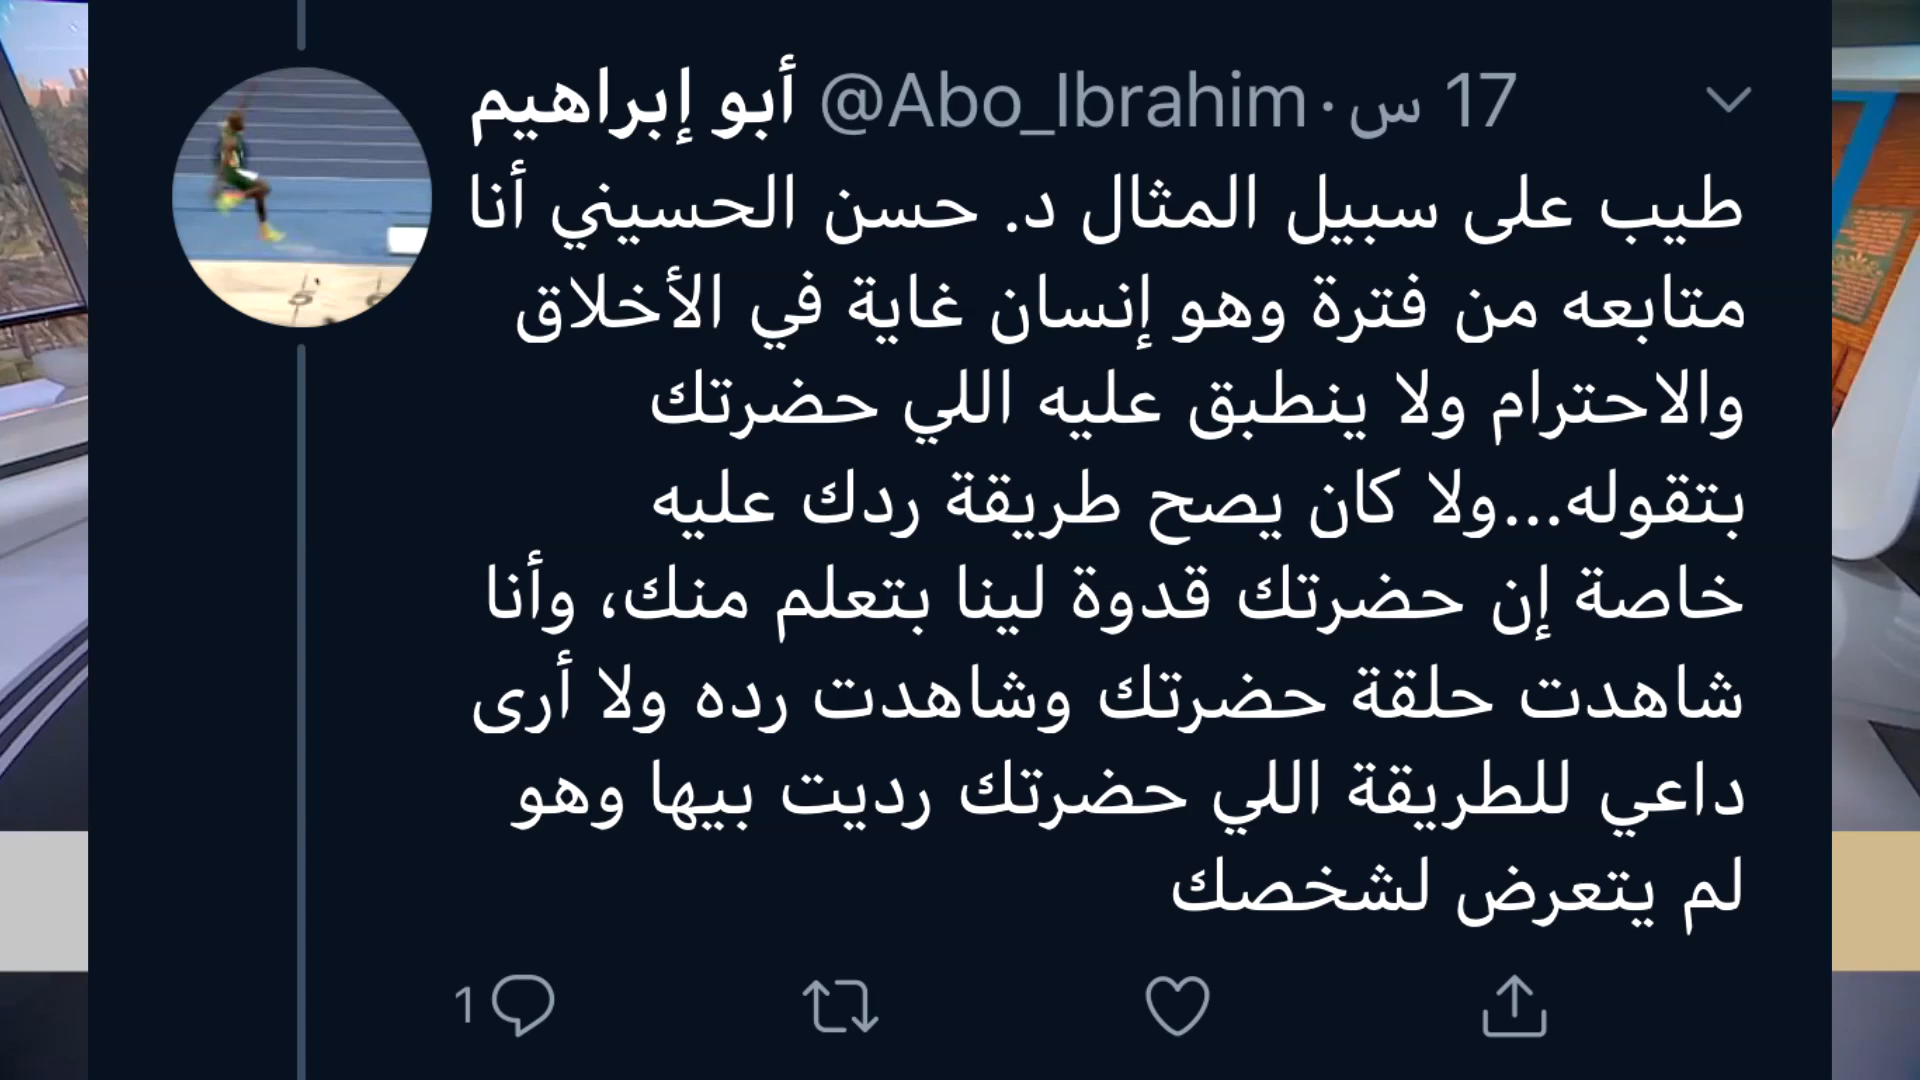 أبو إبراهيم @Abo_Ibrahim · 17 س
طيب على سبيل المثال د. حسن الحسيني أنا
متابعه من فترة وهو إنسان غاية في الأخلاق
والاحترام ولا ينطبق عليه اللي حضرتك
بتقوله...ولا كان يصح طريقة ردك عليه
خاصة إن حضرتك قدوة لينا بتعلم منك، وأنا
شاهدت حلقة حضرتك وشاهدت رده ولا أرى
داعي للطريقة اللي حضرتك رديت بيها وهو
لم يتعرض لشخصك
1